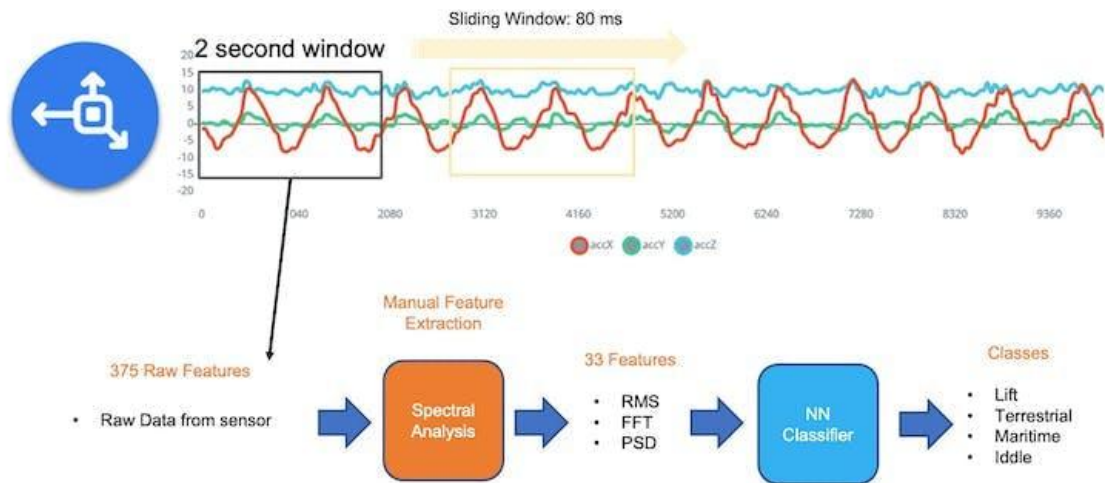 Sliding Window: 80 ms
2 second window
20
15
10
5
0
-5
-10
-15
-20
0
040
2080
3120
4160
5200
6240
7280
8320
9360
accX
accY
accZ
Manual Feature
Extraction
375 Raw Features
33 Features
Classes
• Raw Data from sensor
Spectral
Analysis
• RMS
• FFT
• PSD
NN
Classifier
• Lift
• Terrestrial
• Maritime
• Iddle